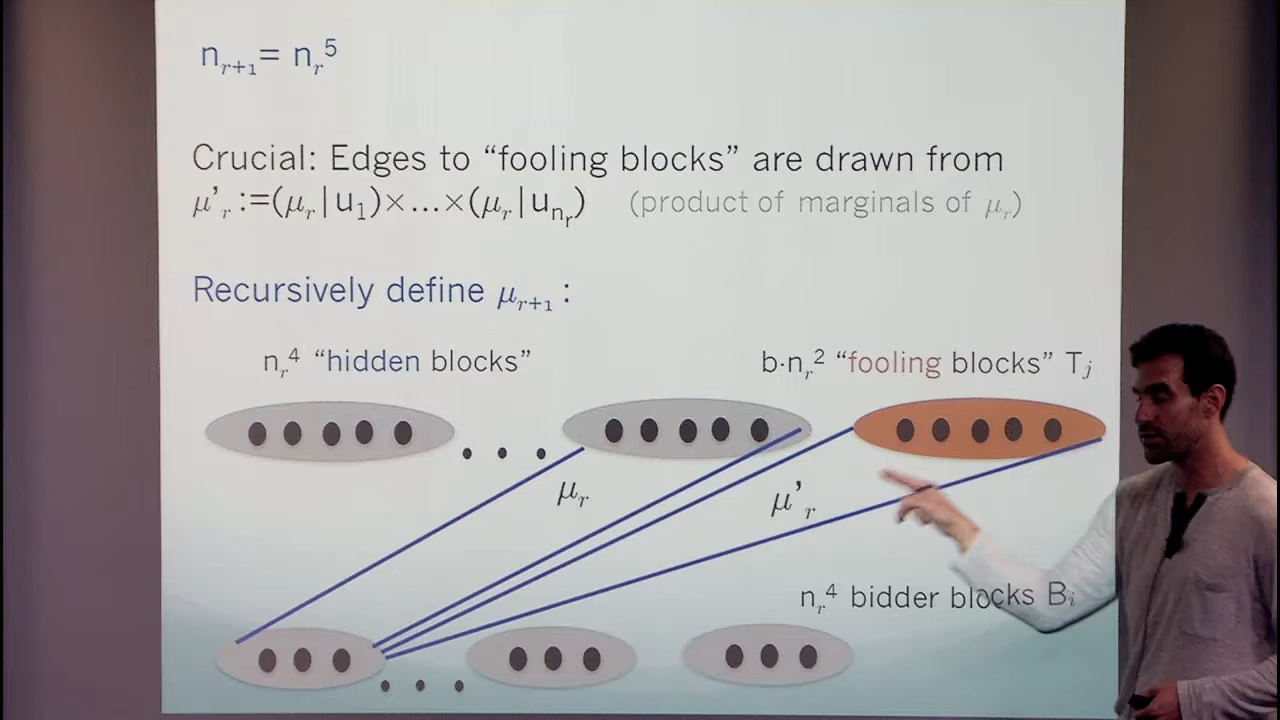 n_{r+1} = n_r^5
Crucial: Edges to “fooling blocks” are drawn from
μ'_r :=(μ_r|u_1)×...×(μ_r|u_{n_r}) (product of marginals of μ_r)
Recursively define μ_{r+1} :
n_r^4 “hidden blocks” b·n_r^2 “fooling blocks” T_j
μ_r μ'_r
n_r^4 bidder blocks B_i